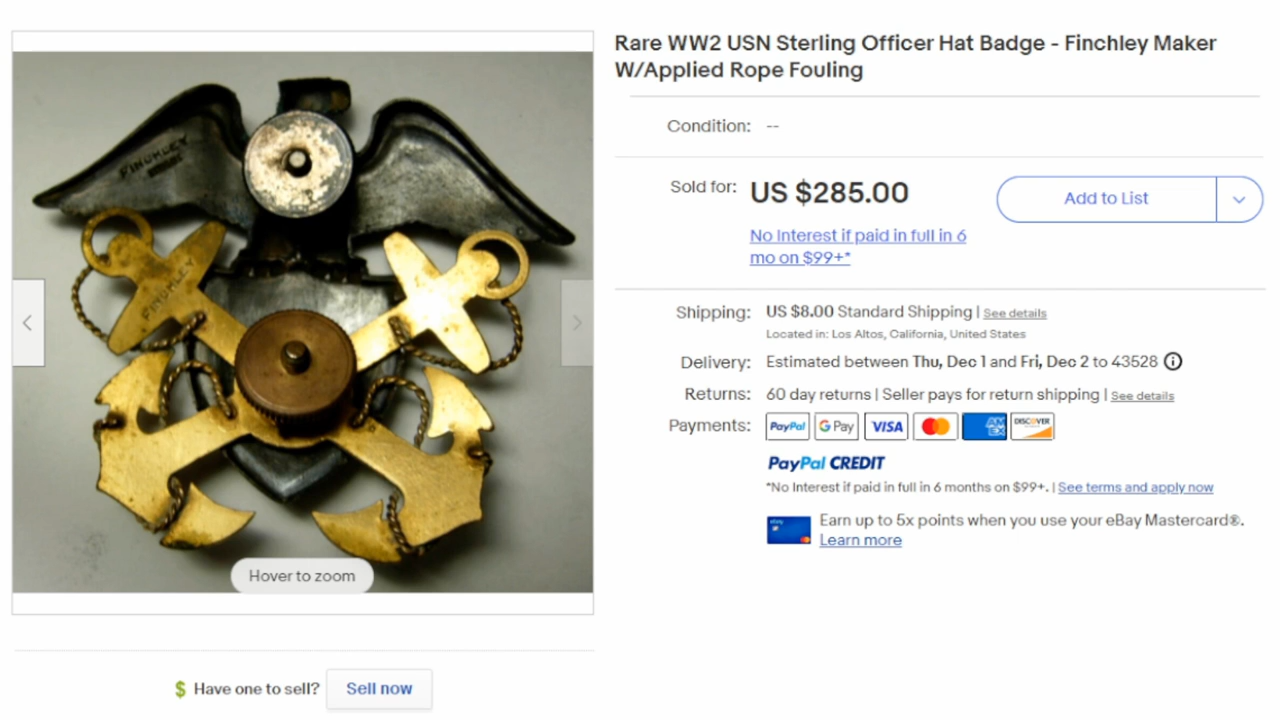 Rare WW2 USN Sterling Officer Hat Badge - Finchley Maker
W/Applied Rope Fouling
Condition: --
Sold for: US $285.00
Add to List
No Interest if paid in full in 6
mo on $99+*
Shipping: US $8.00 Standard Shipping | See details
Located in: Los Altos, California, United States
Delivery: Estimated between Thu, Dec 1 and Fri, Dec 2 to 43528
Returns: 60 day returns | Seller pays for return shipping | See details
Payments: PayPal G Pay VISA AM EX DISCOVER
PayPal CREDIT
*No Interest if paid in full in 6 months on $99+. | See terms and apply now
ebay
Earn up to 5x points when you use your eBay Mastercard®.
Learn more
FINCHLEY
FINCHLEY
Hover to zoom
$ Have one to sell? Sell now